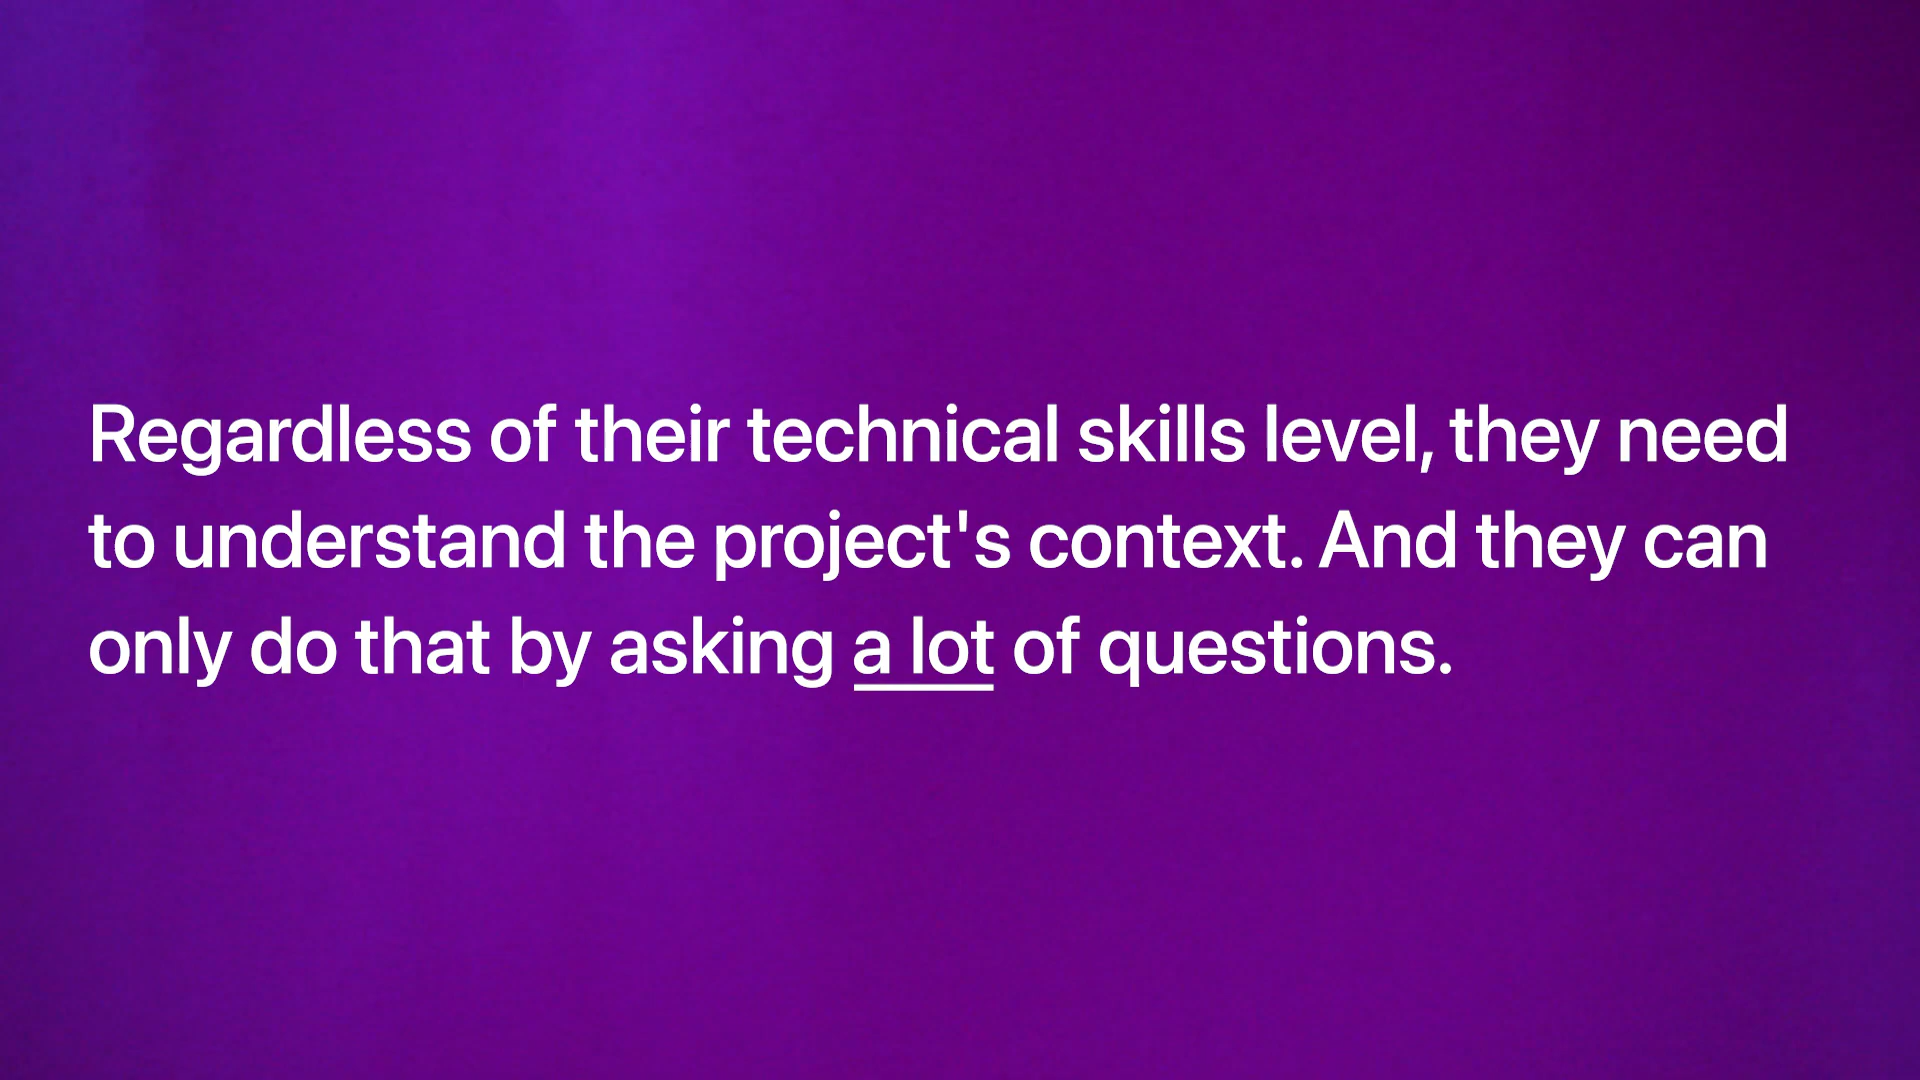 Regardless of their technical skills level, they need
to understand the project's context. And they can
only do that by asking a lot of questions.